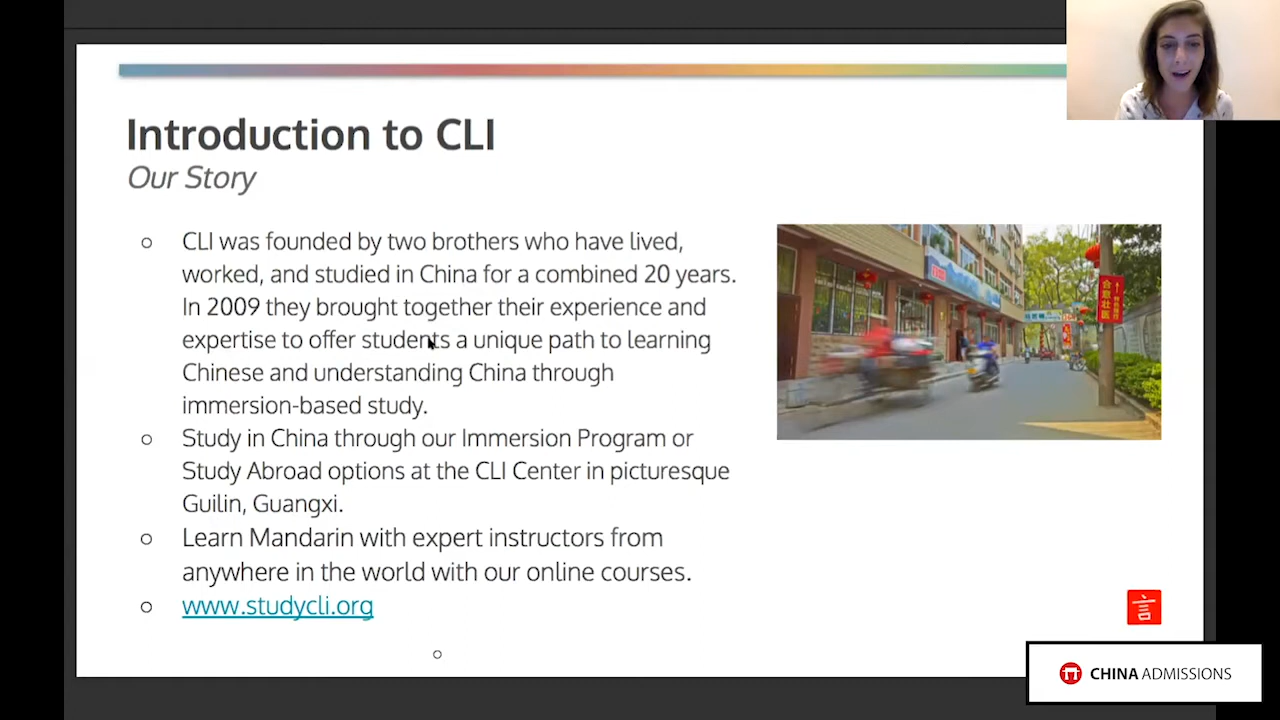 Introduction to CLI
Our Story
CLI was founded by two brothers who have lived,
worked, and studied in China for a combined 20 years.
In 2009 they brought together their experience and
expertise to offer students a unique path to learning
Chinese and understanding China through
immersion-based study.
Study in China through our Immersion Program or
Study Abroad options at the CLI Center in picturesque
Guilin, Guangxi.
Learn Mandarin with expert instructors from
anywhere in the world with our online courses.
www.studycli.org
合意壮医
言
CHINA ADMISSIONS